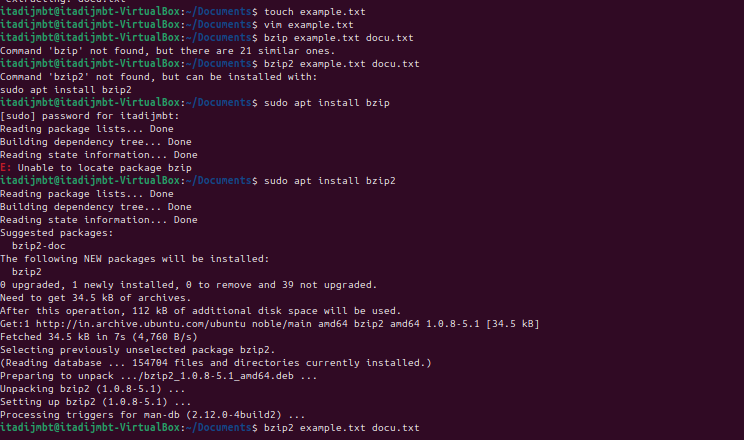 extracting: docu.txt
itadijmbt@itadijmbt-VirtualBox:~/Documents$ touch example.txt
itadijmbt@itadijmbt-VirtualBox:~/Documents$ vim example.txt
itadijmbt@itadijmbt-VirtualBox:~/Documents$ bzip example.txt docu.txt
Command 'bzip' not found, but there are 21 similar ones.
itadijmbt@itadijmbt-VirtualBox:~/Documents$ bzip2 example.txt docu.txt
Command 'bzip2' not found, but can be installed with:
sudo apt install bzip2
itadijmbt@itadijmbt-VirtualBox:~/Documents$ sudo apt install bzip
[sudo] password for itadijmbt:
Reading package lists... Done
Building dependency tree... Done
Reading state information... Done
E: Unable to locate package bzip
itadijmbt@itadijmbt-VirtualBox:~/Documents$ sudo apt install bzip2
Reading package lists... Done
Building dependency tree... Done
Reading state information... Done
Suggested packages:
  bzip2-doc
The following NEW packages will be installed:
  bzip2
0 upgraded, 1 newly installed, 0 to remove and 39 not upgraded.
Need to get 34.5 kB of archives.
After this operation, 112 kB of additional disk space will be used.
Get:1 http://in.archive.ubuntu.com/ubuntu noble/main amd64 bzip2 amd64 1.0.8-5.1 [34.5 kB]
Fetched 34.5 kB in 7s (4,760 B/s)
Selecting previously unselected package bzip2.
(Reading database ... 154704 files and directories currently installed.)
Preparing to unpack .../bzip2_1.0.8-5.1_amd64.deb ...
Unpacking bzip2 (1.0.8-5.1) ...
Setting up bzip2 (1.0.8-5.1) ...
Processing triggers for man-db (2.12.0-4build2) ...
itadijmbt@itadijmbt-VirtualBox:~/Documents$ bzip2 example.txt docu.txt